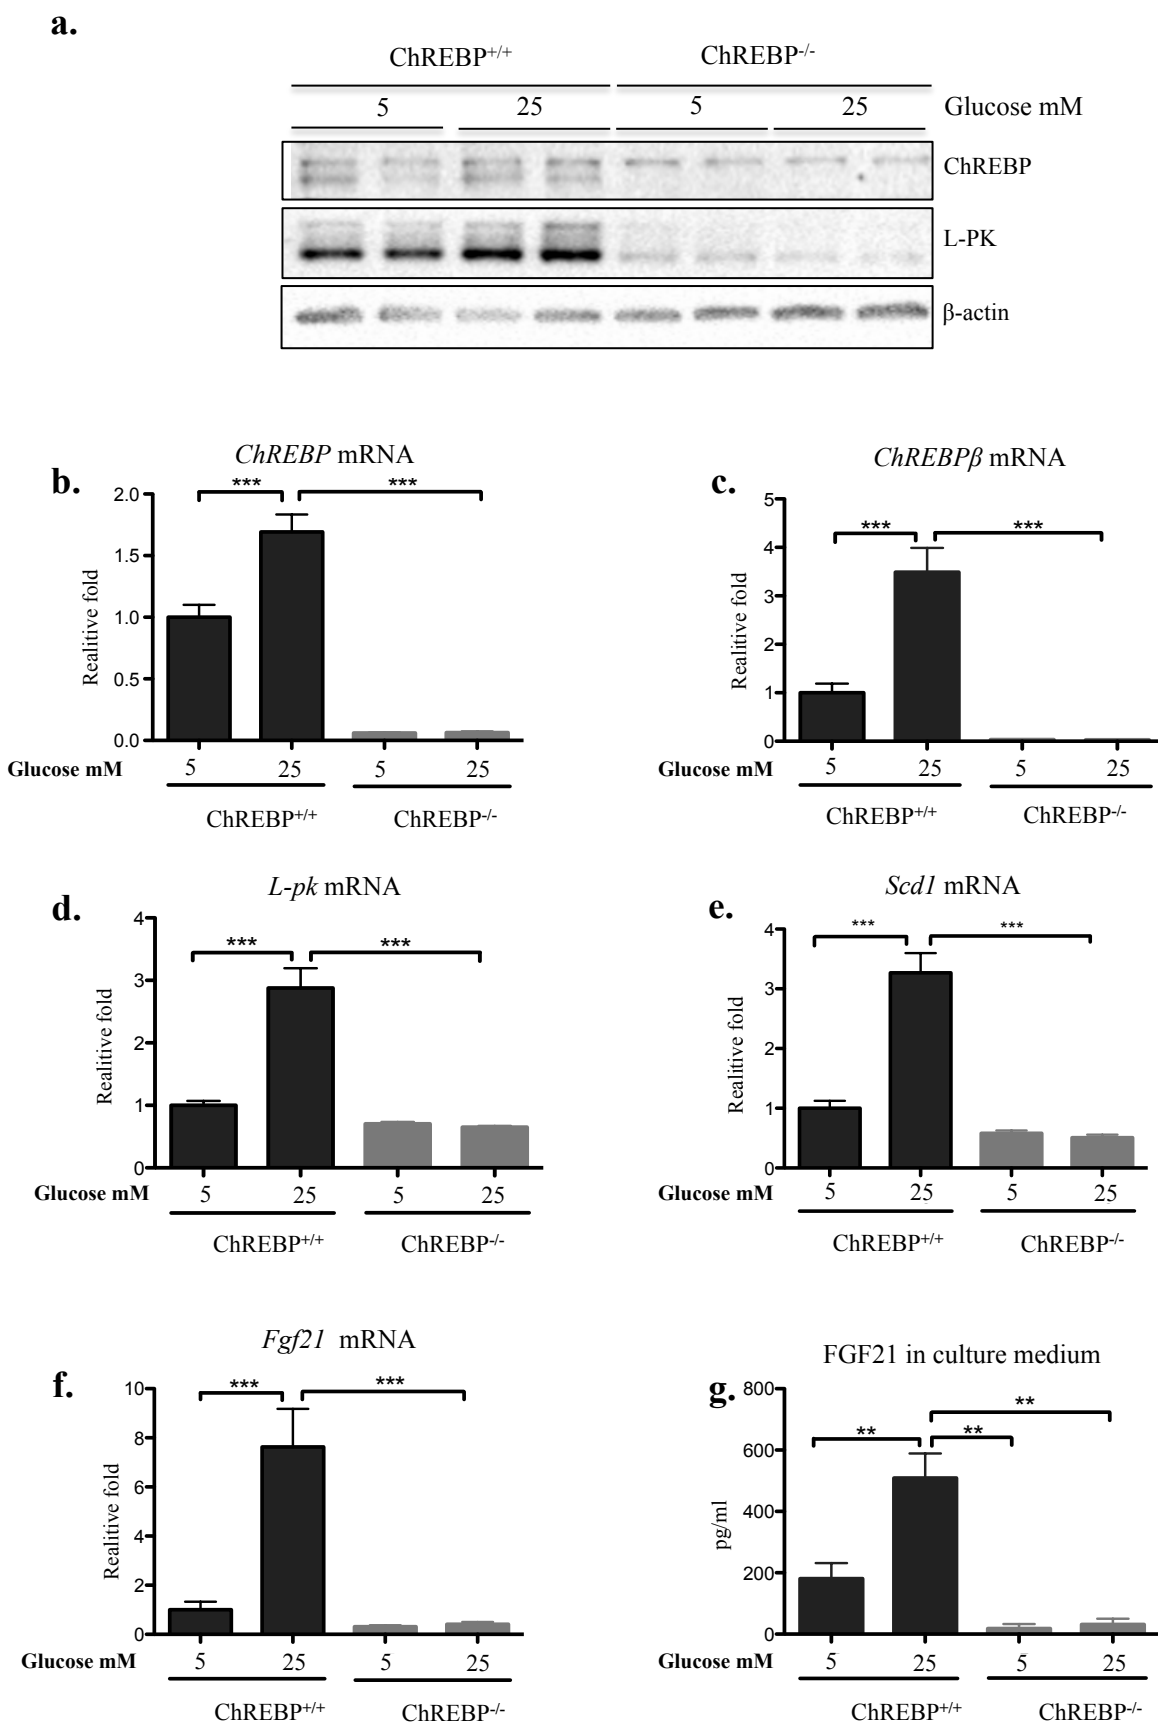 a.
ChREBP+/+ ChREBP-/-
5 25 5 25 Glucose mM
ChREBP
L-PK
β-actin
b.
ChREBP mRNA
*** ***
Realitive fold
2.0
1.5
1.0
0.5
0.0
Glucose mM 5 25 5 25
ChREBP+/+ ChREBP-/-
c.
ChREBPβ mRNA
*** ***
Realitive fold
5
4
3
2
1
0
Glucose mM 5 25 5 25
ChREBP+/+ ChREBP-/-
d.
L-pk mRNA
*** ***
Realitive fold
4
3
2
1
0
Glucose mM 5 25 5 25
ChREBP+/+ ChREBP-/-
e.
Scd1 mRNA
*** ***
Realitive fold
4
3
2
1
0
Glucose mM 5 25 5 25
ChREBP+/+ ChREBP-/-
f.
Fgf21 mRNA
*** ***
Realitive fold
10
8
6
4
2
0
Glucose mM 5 25 5 25
ChREBP+/+ ChREBP-/-
g.
FGF21 in culture medium
**
** **
pg/ml
800
600
400
200
0
Glucose mM 5 25 5 25
ChREBP+/+ ChREBP-/-